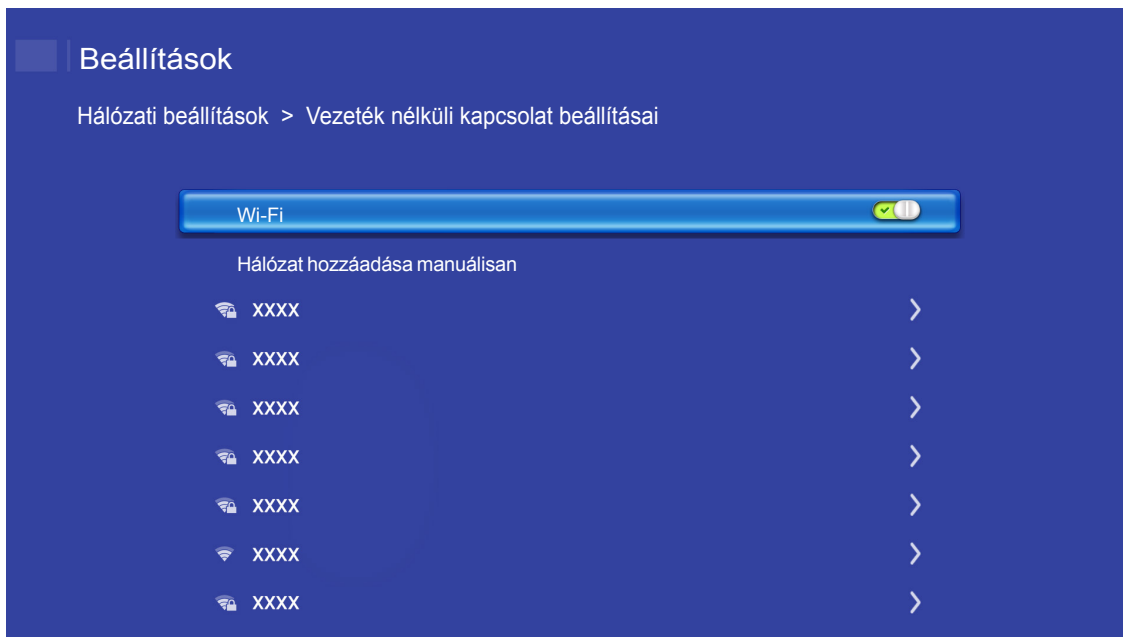 Beállítások
Hálózati beállítások > Vezeték nélküli kapcsolat beállításai
Wi-Fi
Hálózat hozzáadása manuálisan
XXXX
XXXX
XXXX
XXXX
XXXX
XXXX
XXXX